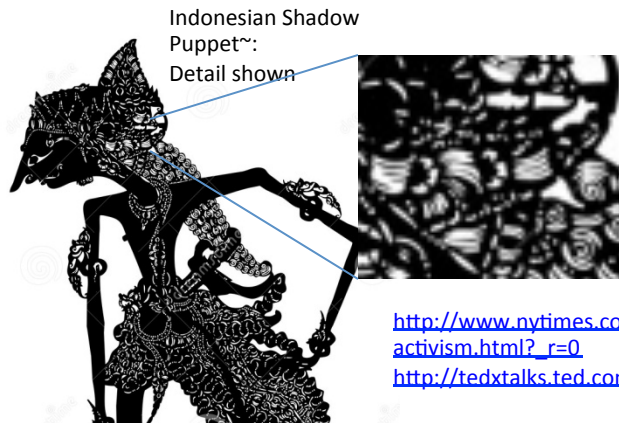 Indonesian Shadow
Puppet~:
Detail shown
http://www.nytimes.co
activism.html?_r=0
http://tedxtalks.ted.con